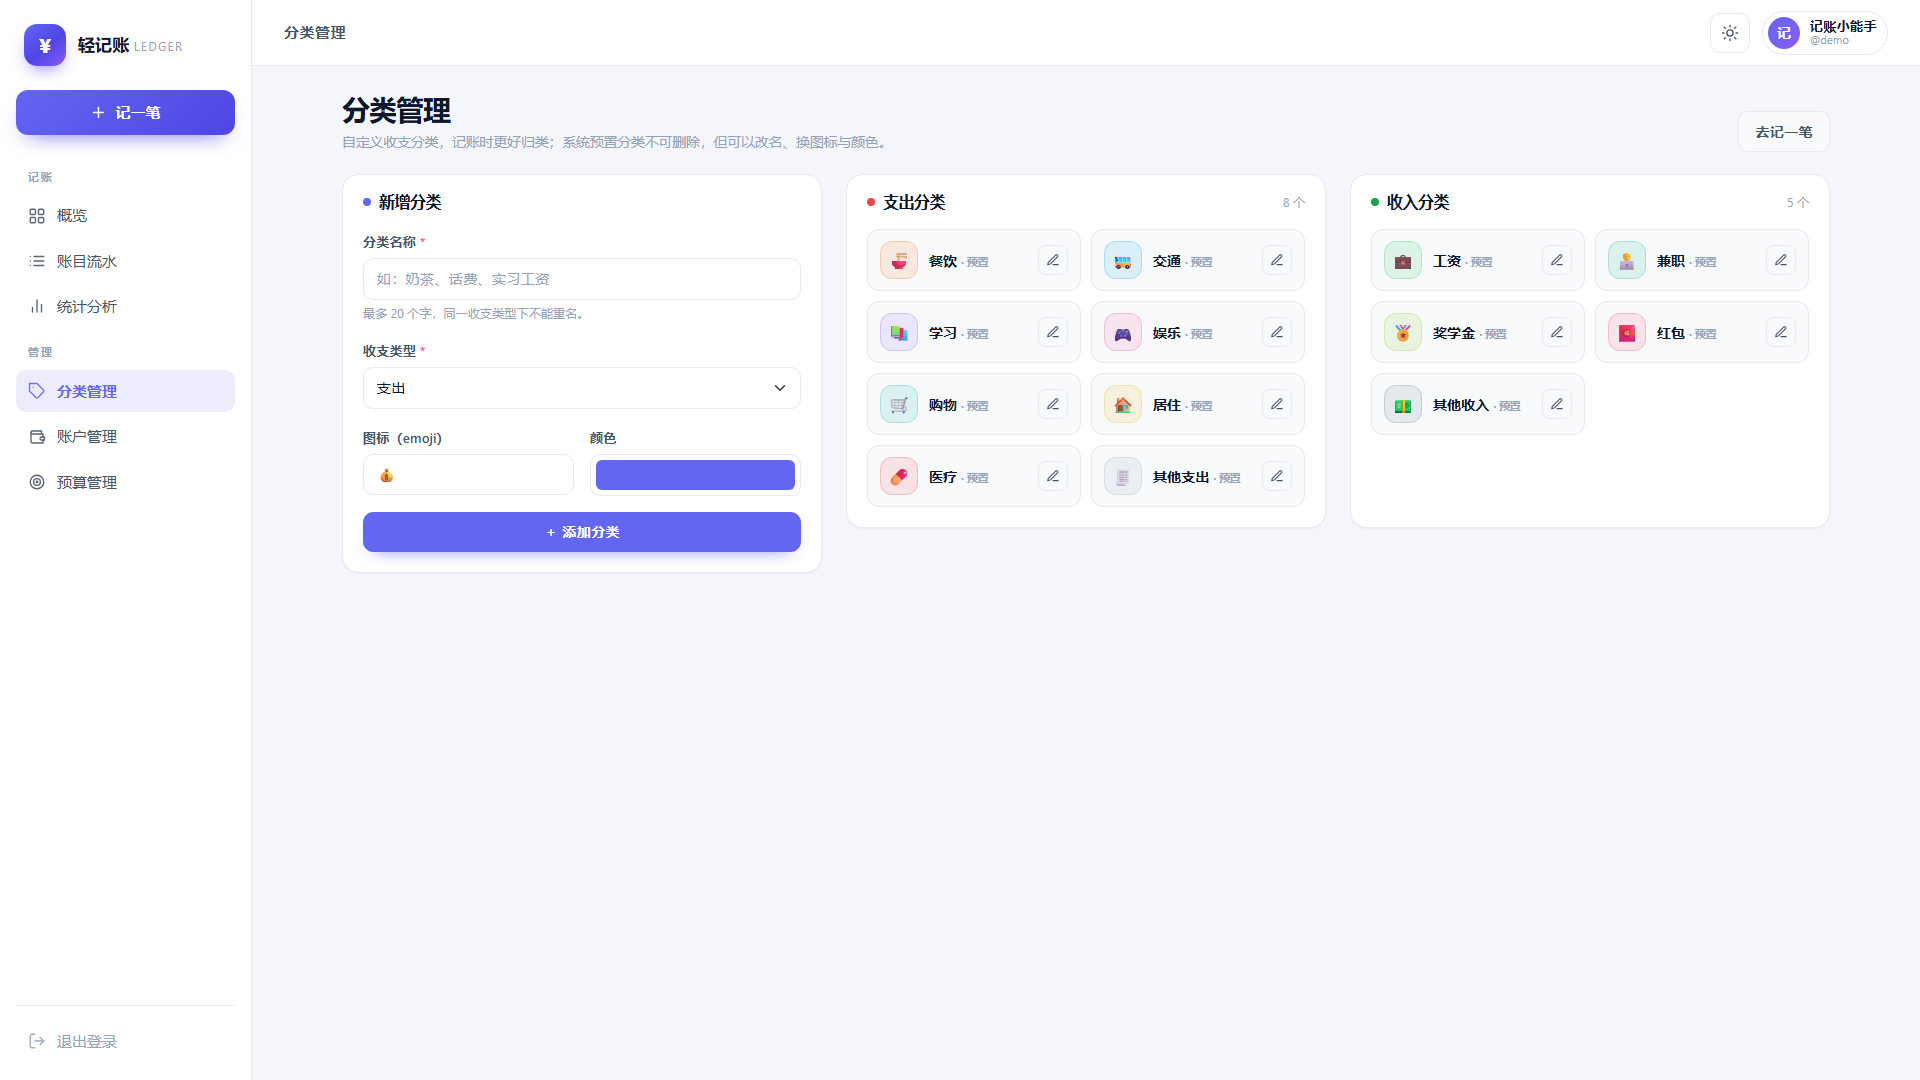 ¥ 轻记账 LEDGER
+ 记一笔
记账
概览
账目流水
统计分析
管理
分类管理
账户管理
预算管理
退出登录
分类管理
记 记账小能手
@demo
分类管理
自定义收支分类，记账时更好归类；系统预置分类不可删除，但可以改名、换图标与颜色。
去记一笔
新增分类
分类名称 *
如：奶茶、话费、实习工资
最多 20 个字，同一收支类型下不能重名。
收支类型 *
支出
图标（emoji） 颜色
+ 添加分类
支出分类 8 个
餐饮 · 预置 交通 · 预置
学习 · 预置 娱乐 · 预置
购物 · 预置 居住 · 预置
医疗 · 预置 其他支出 · 预置
收入分类 5 个
工资 · 预置 兼职 · 预置
奖学金 · 预置 红包 · 预置
其他收入 · 预置